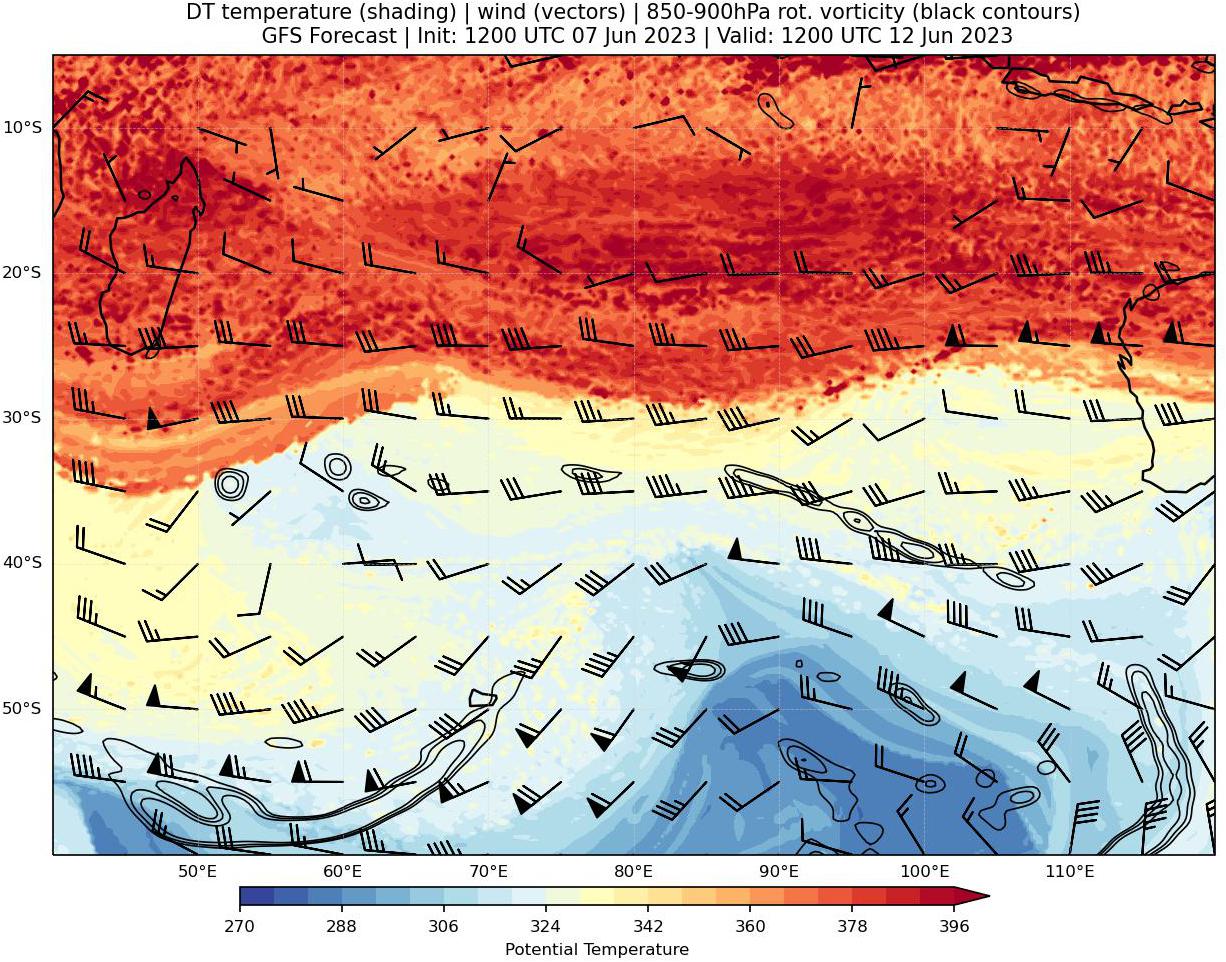 DT temperature (shading) | wind (vectors) | 850-900hPa rot. vorticity (black contours)
GFS Forecast | Init: 1200 UTC 07 Jun 2023 | Valid: 1200 UTC 12 Jun 2023
10°S
20°S
30°S
40°S
50°S
50°E 60°E 70°E 80°E 90°E 100°E 110°E
270 288 306 324 342 360 378 396
Potential Temperature